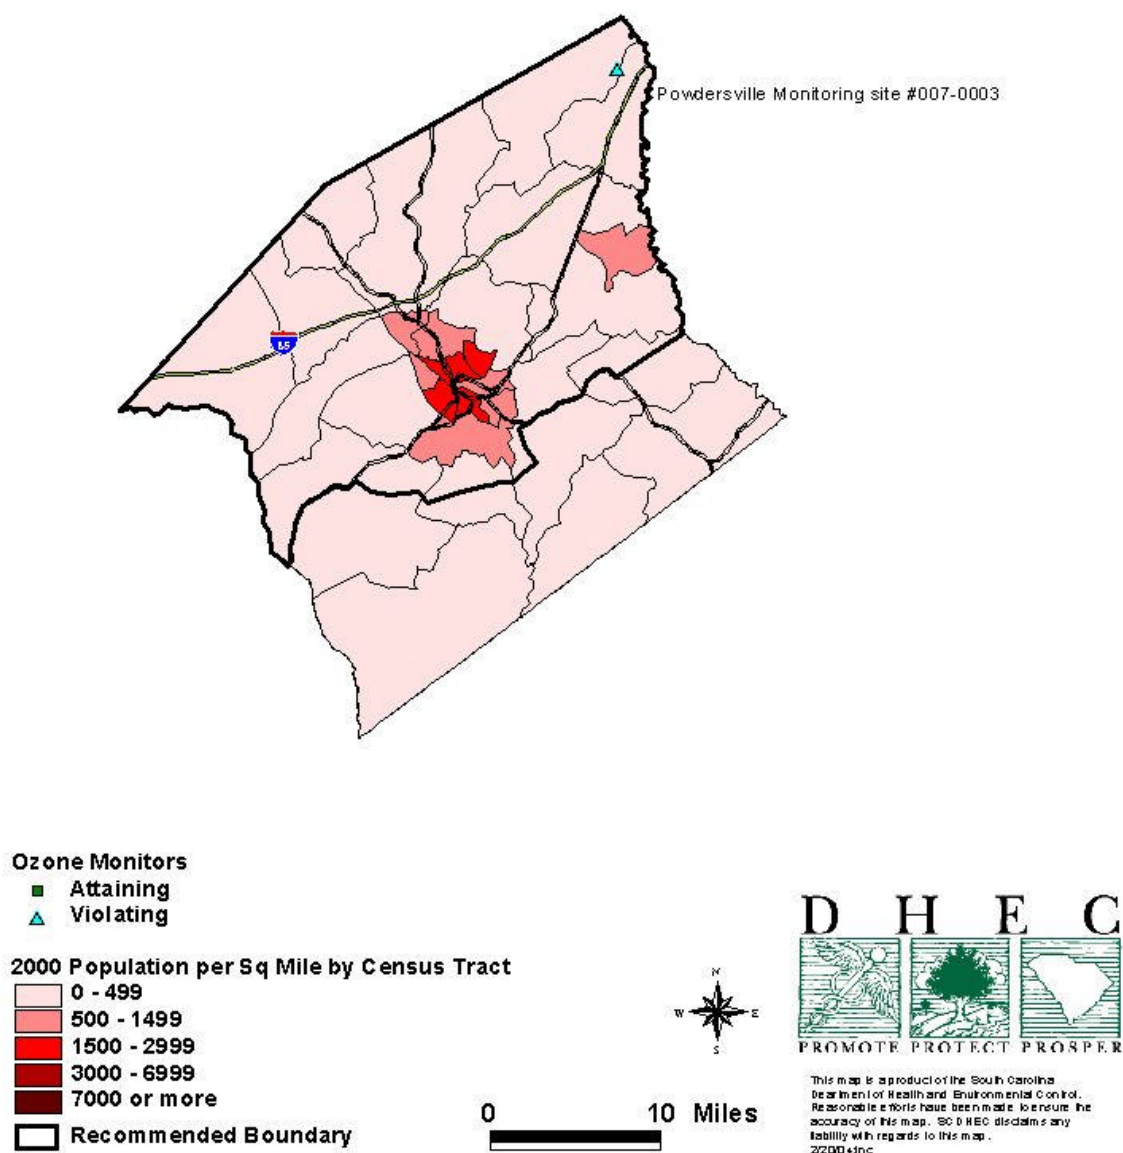 Powdersville Monitoring site #007-0003
85
Ozone Monitors
Attaining
Violating
2000 Population per Sq Mile by Census Tract
0 - 499
500 - 1499
1500 - 2999
3000 - 6999
7000 or more
Recommended Boundary
N
W E
S
0 10 Miles
D H E C
PROMOTE PROTECT PROSPER
This map is a product of the South Carolina
Department of Health and Environmental Control.
Reasonable efforts have been made to ensure the
accuracy of this map. SCDHEC disclaims any
liability with regards to this map.